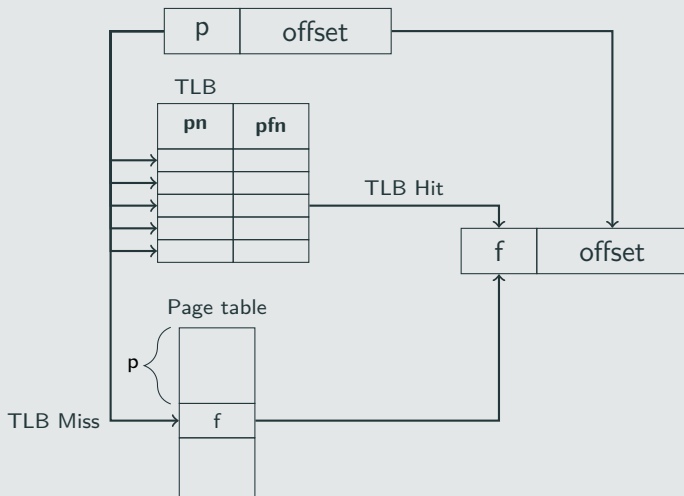 p offset
TLB
pn pfn
TLB Hit
f offset
Page table
p
TLB Miss
f